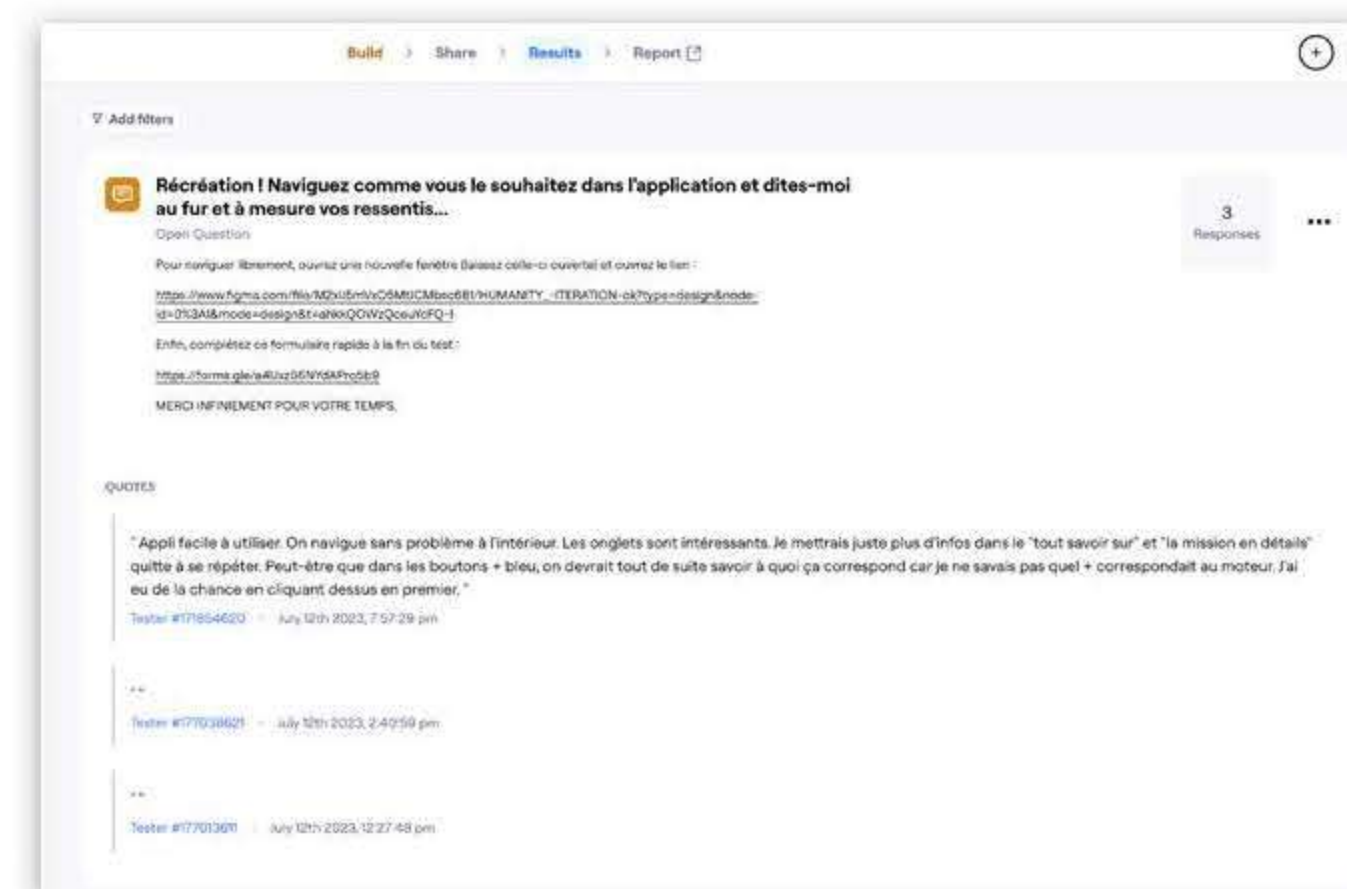 Build > Share > Results > Report
Add filters
Récréation ! Naviguez comme vous le souhaitez dans l'application et dites-moi
au fur et à mesure vos ressentis...
3
Responses
Open Question
Pour naviguer librement, ouvrez une nouvelle fenêtre (laissez celle-ci ouverte) et ouvrez le lien :
Enfin, complétez ce formulaire rapide à la fin du test :
MERCI INFINIEMENT POUR VOTRE TEMPS.
QUOTES
" Appli facile à utiliser. On navigue sans problème à l'intérieur. Les onglets sont intéressants. Je mettrais juste plus d'infos dans le "tout savoir sur" et "la mission en détails"
quitte à se répéter. Peut-être que dans les boutons + bleu, on devrait tout de suite savoir à quoi ça correspond car je ne savais pas quel + correspondait au moteur. J'ai
eu de la chance en cliquant dessus en premier. "
Tester #171854620 July 12th 2023, 7:57:29 pm
" "
Tester #177038621 July 12th 2023, 2:40:59 pm
" "
Tester #177013611 July 12th 2023, 12:27:48 pm